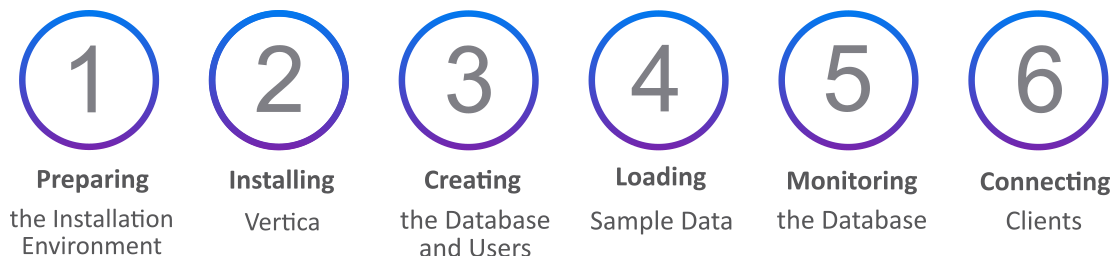 1
Preparing
the Installation
Environment
2
Installing
Vertica
3
Creating
the Database
and Users
4
Loading
Sample Data
5
Monitoring
the Database
6
Connecting
Clients